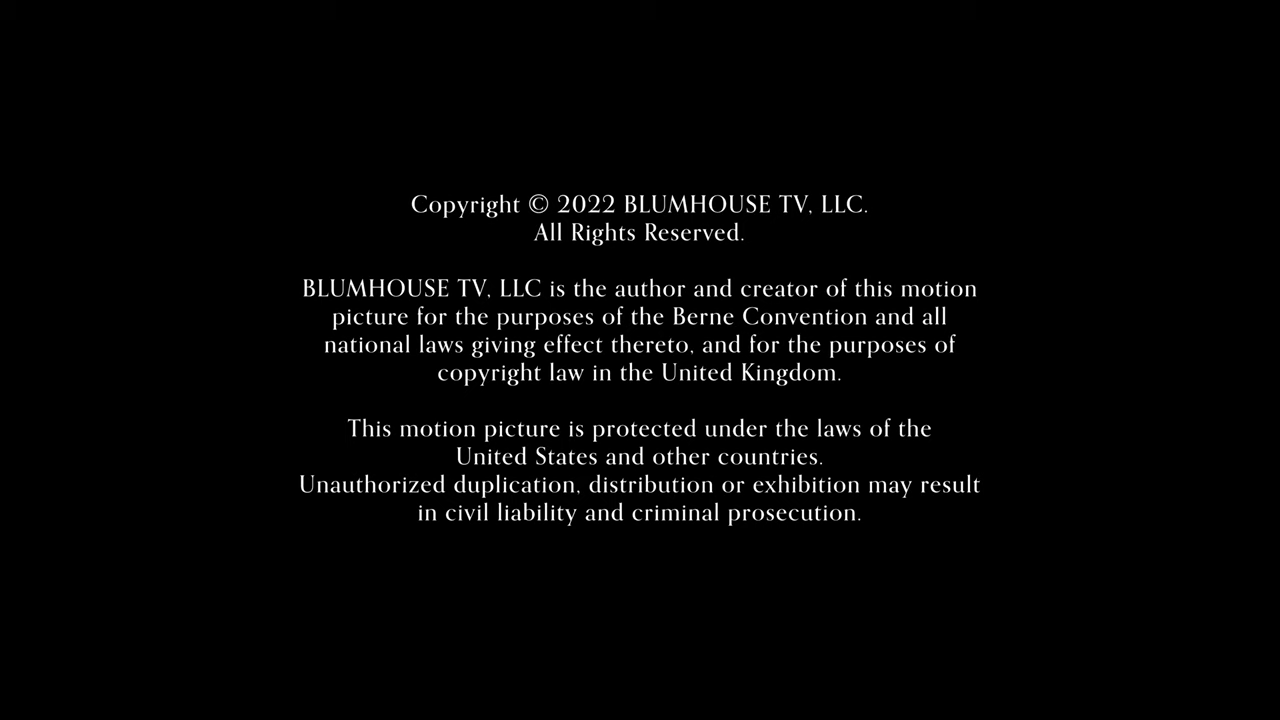 Copyright © 2022 BLUMHOUSE TV, LLC.
All Rights Reserved.
BLUMHOUSE TV, LLC is the author and creator of this motion
picture for the purposes of the Berne Convention and all
national laws giving effect thereto, and for the purposes of
copyright law in the United Kingdom.
This motion picture is protected under the laws of the
United States and other countries.
Unauthorized duplication, distribution or exhibition may result
in civil liability and criminal prosecution.